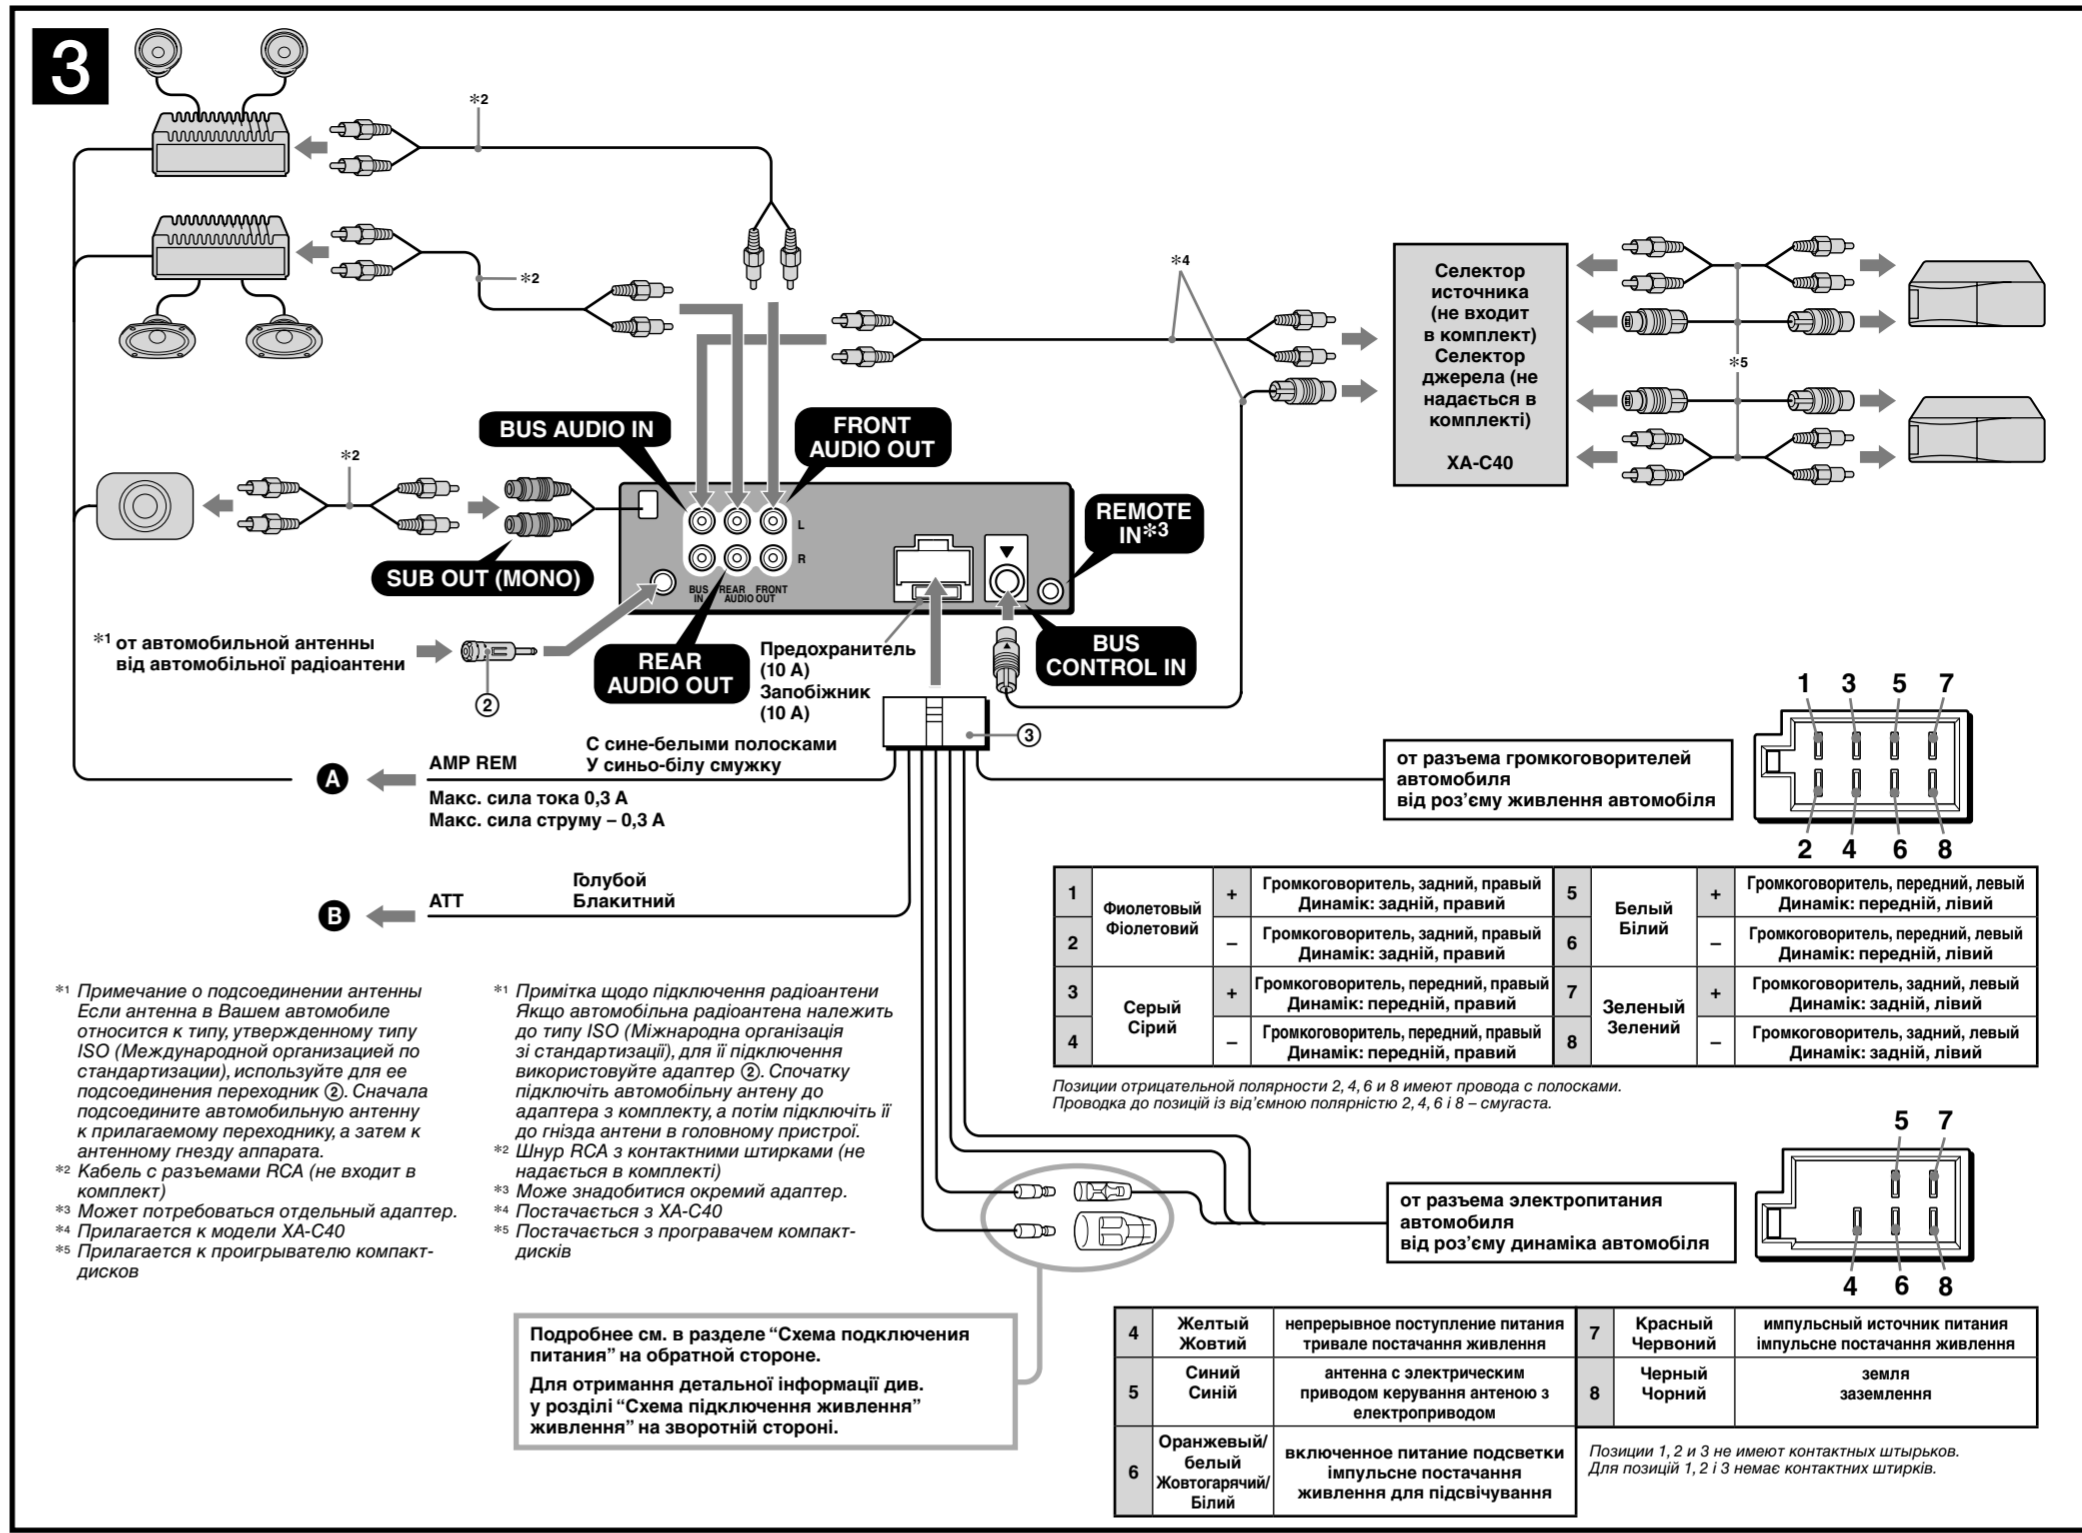 3
*2
*2
*4
Селектор
источника
(не входит
в комплект)
Селектор
джерела (не
надається в
комплекті)
XA-C40
*5
BUS AUDIO IN
FRONT
AUDIO OUT
*2
REMOTE
IN*3
L
R
SUB OUT (MONO)
BUS
IN
REAR
FRONT
AUDIO OUT
*1 от автомобильной антенны
від автомобільної радіоантени
②
REAR
AUDIO OUT
Предохранитель
(10 A)
Запобіжник
(10 A)
BUS
CONTROL IN
③
A
AMP REM
С сине-белыми полосками
У синьо-білу смужку
Макс. сила тока 0,3 А
Макс. сила струму – 0,3 А
B
ATT
Голубой
Блакитний
от разъема громкоговорителей
автомобиля
від роз’єму живлення автомобіля
1 3 5 7
2 4 6 8
1
Фиолетовый
Фіолетовий
+
Громкоговоритель, задний, правый
Динамік: задній, правий
2
–
Громкоговоритель, задний, правый
Динамік: задній, правий
3
Серый
Сірий
+
Громкоговоритель, передний, правый
Динамік: передній, правий
4
–
Громкоговоритель, передний, правый
Динамік: передній, правий
5
Белый
Білий
+
Громкоговоритель, передний, левый
Динамік: передній, лівий
6
–
Громкоговоритель, передний, левый
Динамік: передній, лівий
7
Зеленый
Зелений
+
Громкоговоритель, задний, левый
Динамік: задній, лівий
8
–
Громкоговоритель, задний, левый
Динамік: задній, лівий
Позиции отрицательной полярности 2, 4, 6 и 8 имеют провода с полосками.
Проводка до позицій із від’ємною полярністю 2, 4, 6 і 8 – смугаста.
*1 Примечание о подсоединении антенны
Если антенна в Вашем автомобиле
относится к типу, утвержденному типу
ISO (Международной организацией по
стандартизации), используйте для ее
подсоединения переходник ②. Сначала
подсоедините автомобильную антенну
к прилагаемому переходнику, а затем к
антенному гнезду аппарата.
*2 Кабель с разъемами RCA (не входит в
комплект)
*3 Может потребоваться отдельный адаптер.
*4 Прилагается к модели XA-C40
*5 Прилагается к проигрывателю компакт-
дисков
*1 Примітка щодо підключення радіоантени
Якщо автомобільна радіоантена належить
до типу ISO (Міжнародна організація
зі стандартизації), для її підключення
використовуйте адаптер ②. Спочатку
підключіть автомобільну антену до
адаптера з комплекту, а потім підключіть її
до гнізда антени в головному пристрої.
*2 Шнур RCA з контактними штирками (не
надається в комплекті)
*3 Може знадобитися окремий адаптер.
*4 Постачається з XA-C40
*5 Постачається з програвачем компакт-
дисків
Подробнее см. в разделе “Схема подключения
питания” на обратной стороне.
Для отримання детальної інформації див.
у розділі “Схема підключення живлення”
живлення” на зворотній стороні.
от разъема электропитания
автомобиля
від роз’єму динаміка автомобіля
5 7
4 6 8
4
Желтый
Жовтий
непрерывное поступление питания
тривале постачання живлення
5
Синий
Синій
антенна с электрическим
приводом керування антеною з
електроприводом
6
Оранжевый/
белый
Жовтогарячий/
Білий
включенное питание подсветки
імпульсне постачання
живлення для підсвічування
7
Красный
Червоний
импульсный источник питания
імпульсне постачання живлення
8
Черный
Чорний
земля
заземлення
Позиции 1, 2 и 3 не имеют контактных штырьков.
Для позицій 1, 2 і 3 немає контактних штирків.